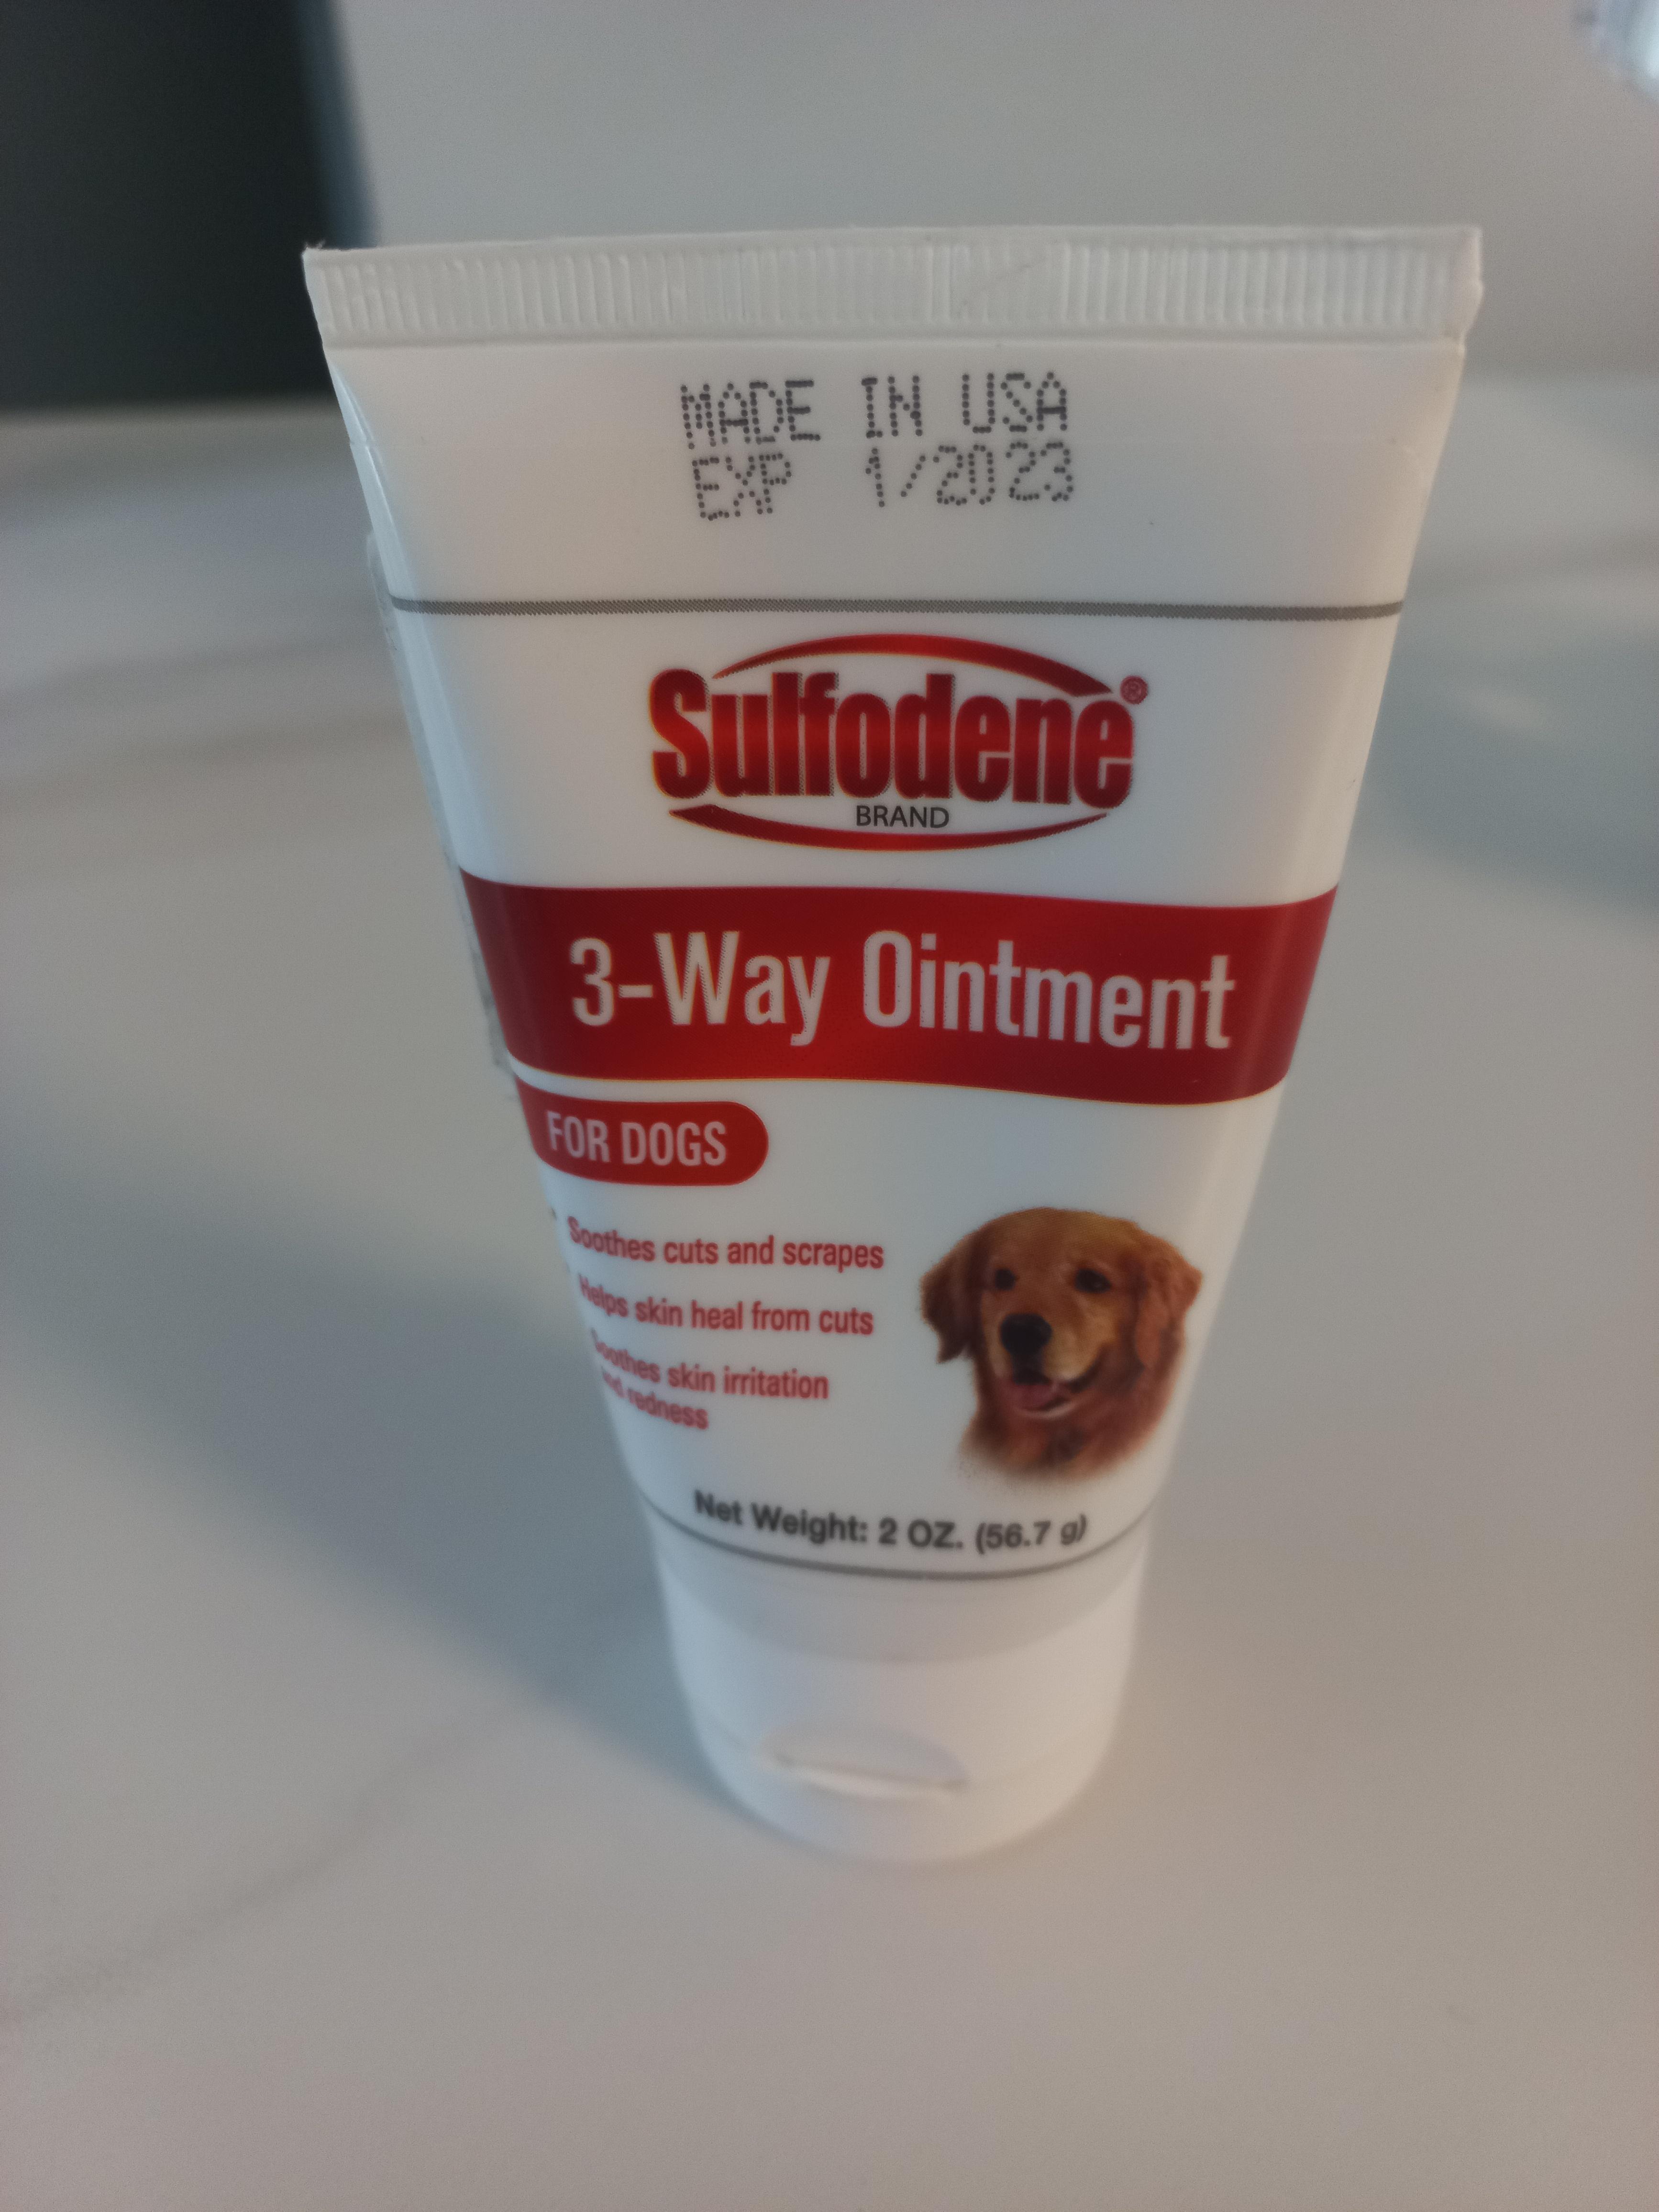 MADE IN USA
EXP 1/2023
Sulfodene®
BRAND
3-Way Ointment
FOR DOGS
• Soothes cuts and scrapes
• Helps skin heal from cuts
Soothes skin irritation
and redness
Net Weight: 2 OZ. (56.7 g)